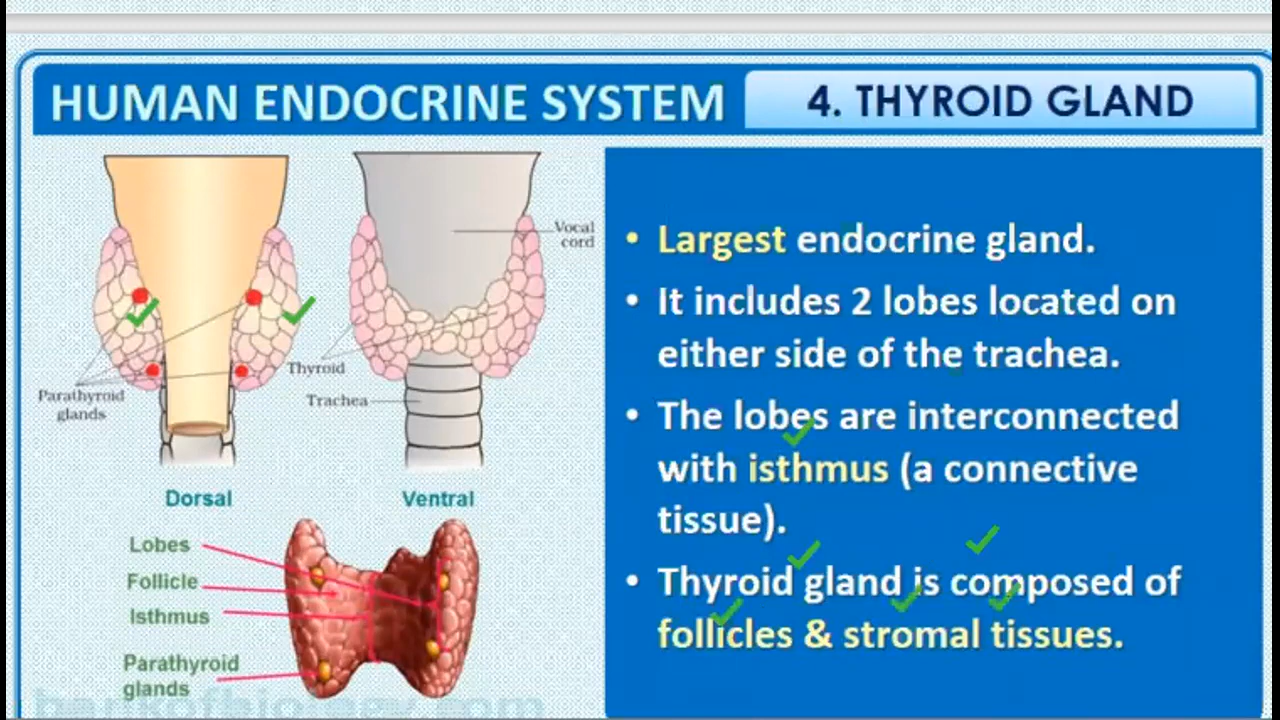 HUMAN ENDOCRINE SYSTEM
4. THYROID GLAND
Vocal
cord
Thyroid
Parathyroid
glands
Trachea
Dorsal
Ventral
Lobes
Follicle
Isthmus
Parathyroid
glands
• Largest endocrine gland.
• It includes 2 lobes located on
either side of the trachea.
• The lobes are interconnected
with isthmus (a connective
tissue).
• Thyroid gland is composed of
follicles & stromal tissues.